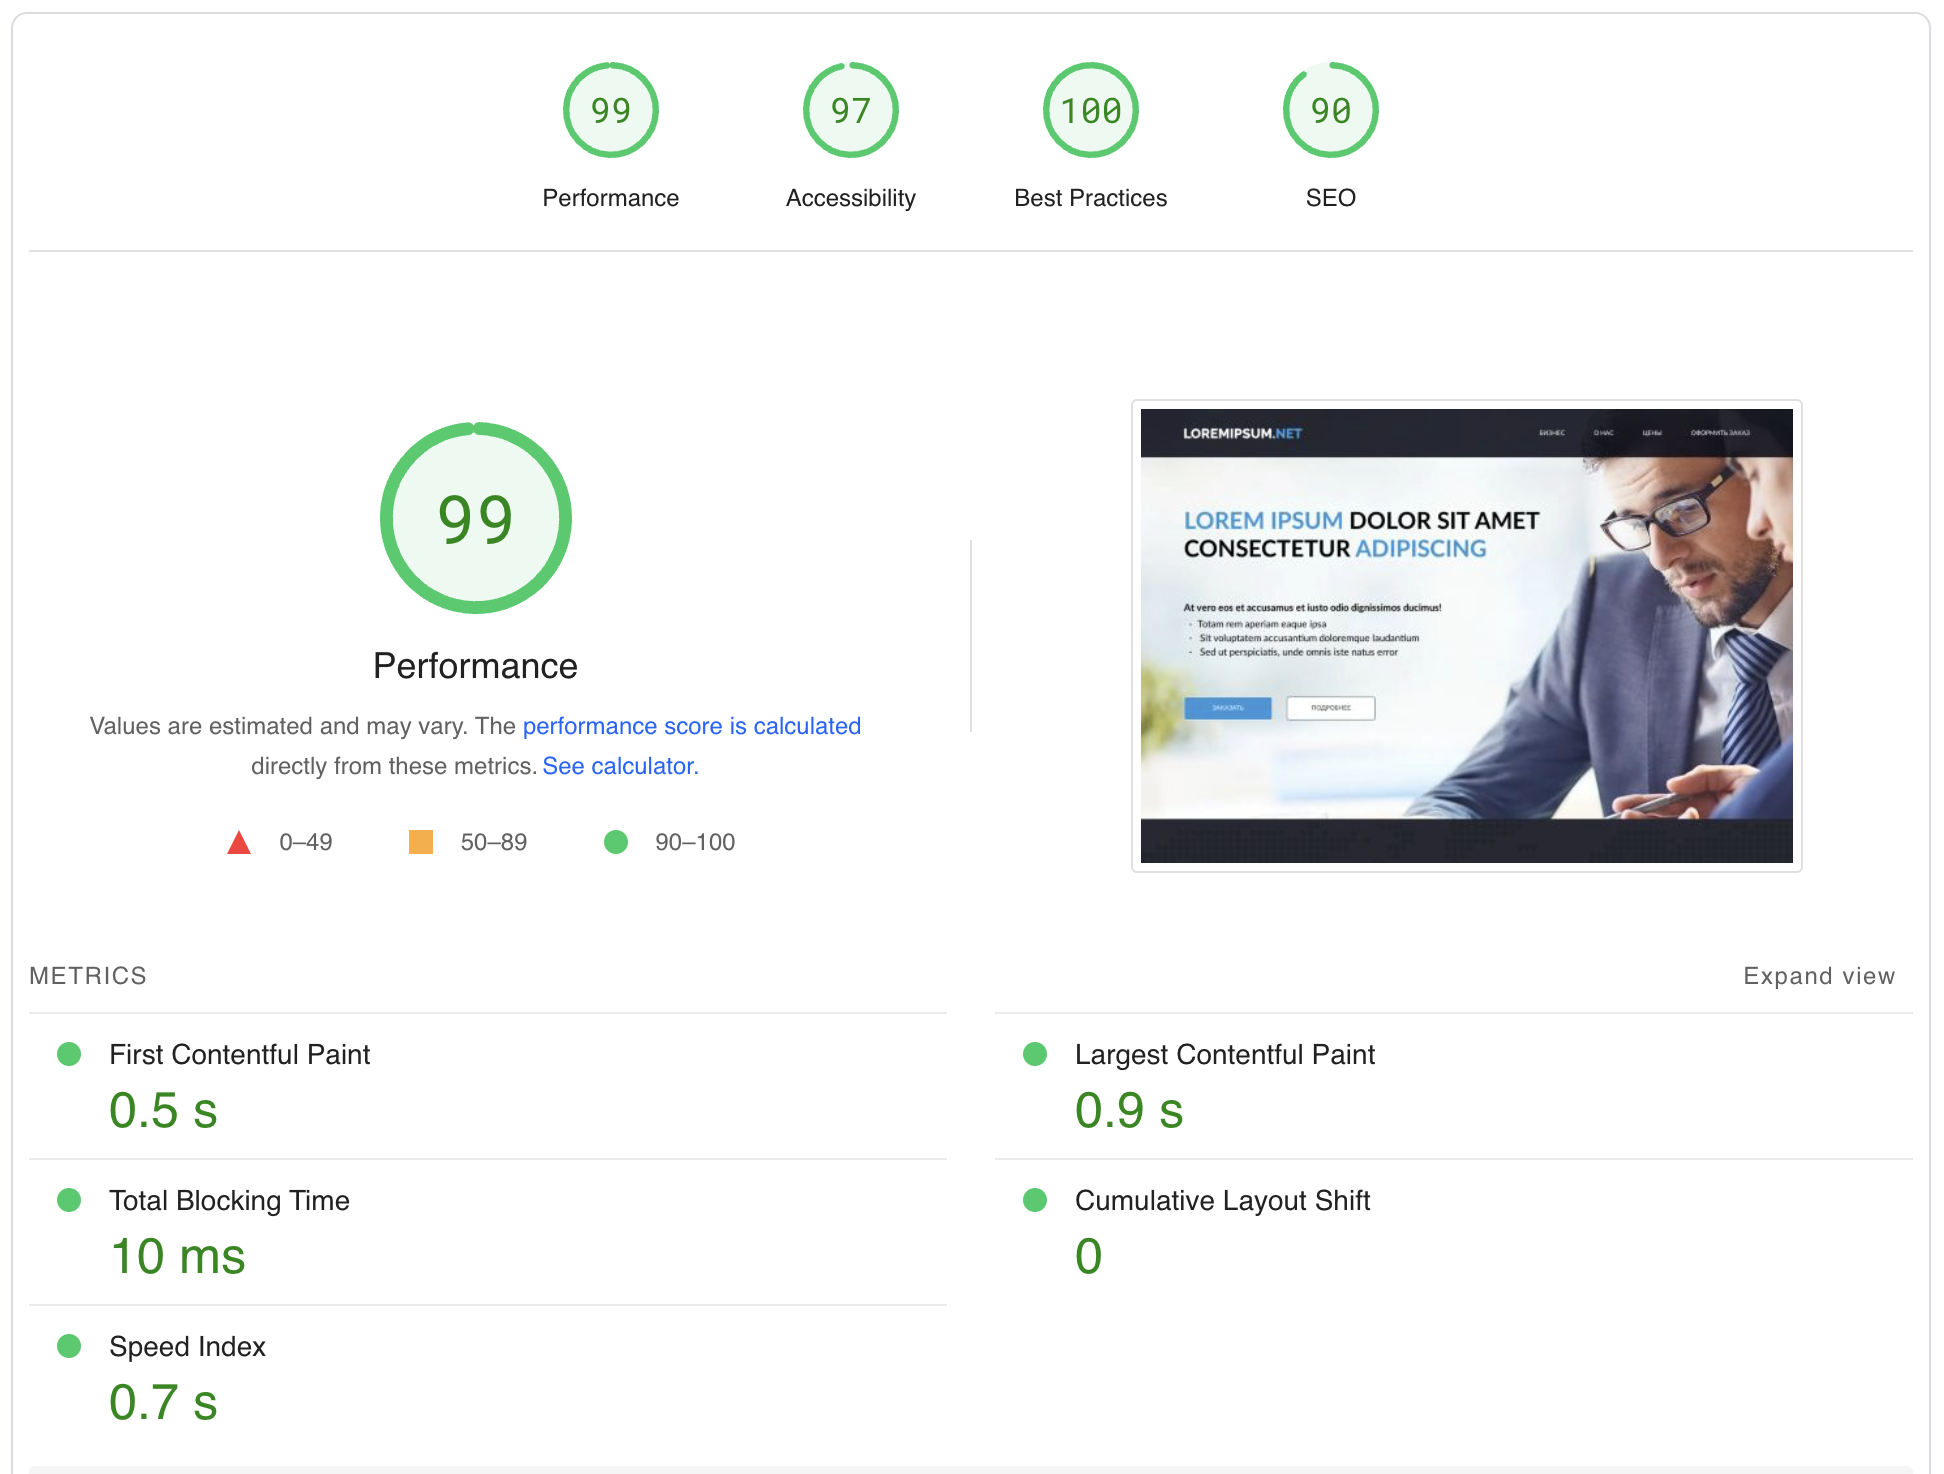 99
97
100
90
Performance
Accessibility
Best Practices
SEO
99
Performance
Values are estimated and may vary. The performance score is calculated
directly from these metrics. See calculator.
0–49
50–89
90–100
LOREMIPSUM.NET
БИЗНЕС
О НАС
ЦЕНЫ
ОФОРМИТЬ ЗАКАЗ
LOREM IPSUM DOLOR SIT AMET
CONSECTETUR ADIPISCING
At vero eos et accusamus et iusto odio dignissimos ducimus!
- Totam rem aperiam eaque ipsa
- Sit voluptatem accusantium doloremque laudantium
- Sed ut perspiciatis, unde omnis iste natus error
ЗАКАЗАТЬ
ПОДРОБНЕЕ
METRICS
Expand view
First Contentful Paint
0.5 s
Largest Contentful Paint
0.9 s
Total Blocking Time
10 ms
Cumulative Layout Shift
0
Speed Index
0.7 s